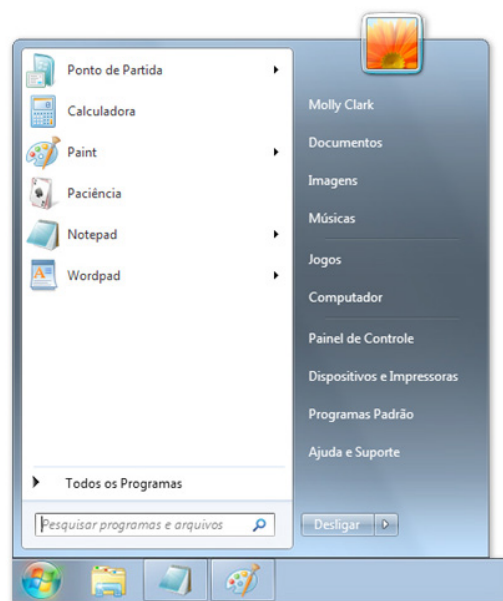 Ponto de Partida
Calculadora
Paint
Paciência
Notepad
Wordpad
Todos os Programas
Pesquisar programas e arquivos
Molly Clark
Documentos
Imagens
Músicas
Jogos
Computador
Painel de Controle
Dispositivos e Impressoras
Programas Padrão
Ajuda e Suporte
Desligar